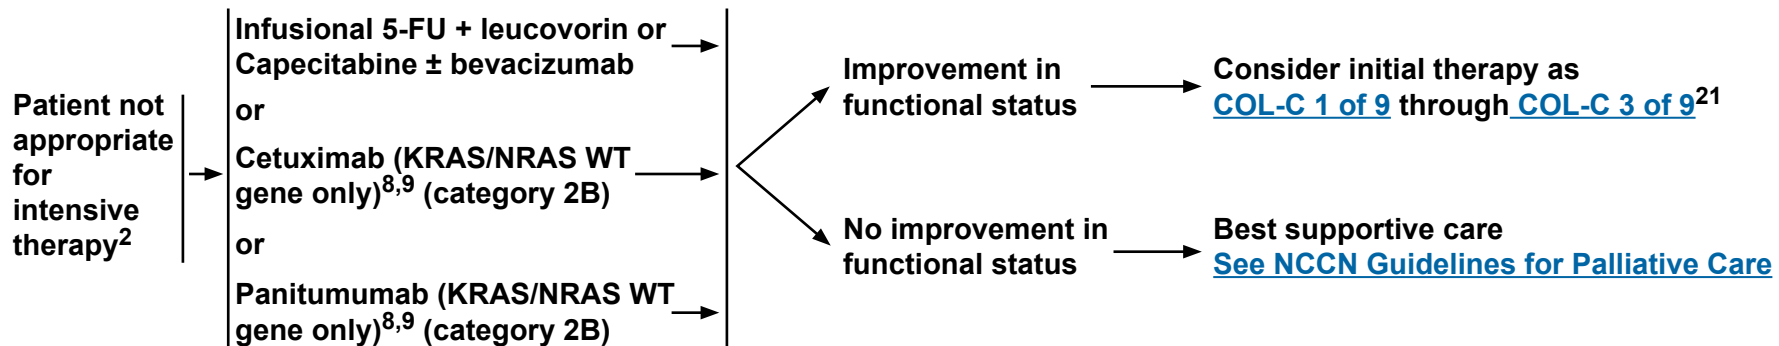 Patient not
appropriate
for
intensive
therapy2
Infusional 5-FU + leucovorin or
Capecitabine ± bevacizumab
or
Cetuximab (KRAS/NRAS WT
gene only)8,9 (category 2B)
or
Panitumumab (KRAS/NRAS WT
gene only)8,9 (category 2B)
Improvement in
functional status
Consider initial therapy as
COL-C 1 of 9 through COL-C 3 of 921
No improvement in
functional status
Best supportive care
See NCCN Guidelines for Palliative Care